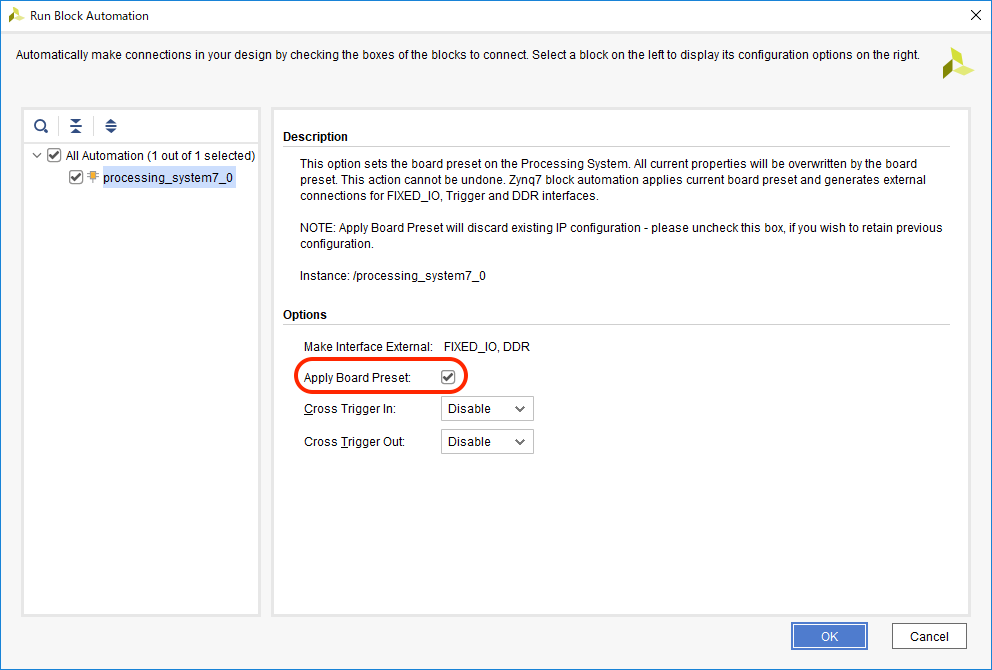 Run Block Automation
Automatically make connections in your design by checking the boxes of the blocks to connect. Select a block on the left to display its configuration options on the right.
All Automation (1 out of 1 selected)
processing_system7_0
Description
This option sets the board preset on the Processing System. All current properties will be overwritten by the board
preset. This action cannot be undone. Zynq7 block automation applies current board preset and generates external
connections for FIXED_IO, Trigger and DDR interfaces.
NOTE: Apply Board Preset will discard existing IP configuration - please uncheck this box, if you wish to retain previous
configuration.
Instance: /processing_system7_0
Options
Make Interface External: FIXED_IO, DDR
Apply Board Preset:
Cross Trigger In: Disable
Cross Trigger Out: Disable
OK Cancel